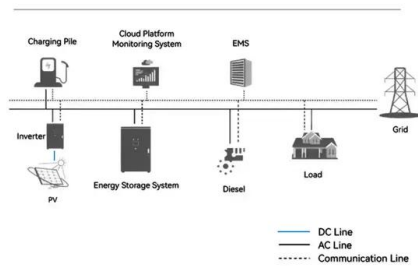 Charging Pile
Cloud Platform
Monitoring System
EMS
Grid
Inverter
PV
Energy Storage System
Diesel
Load
DC Line
AC Line
Communication Line